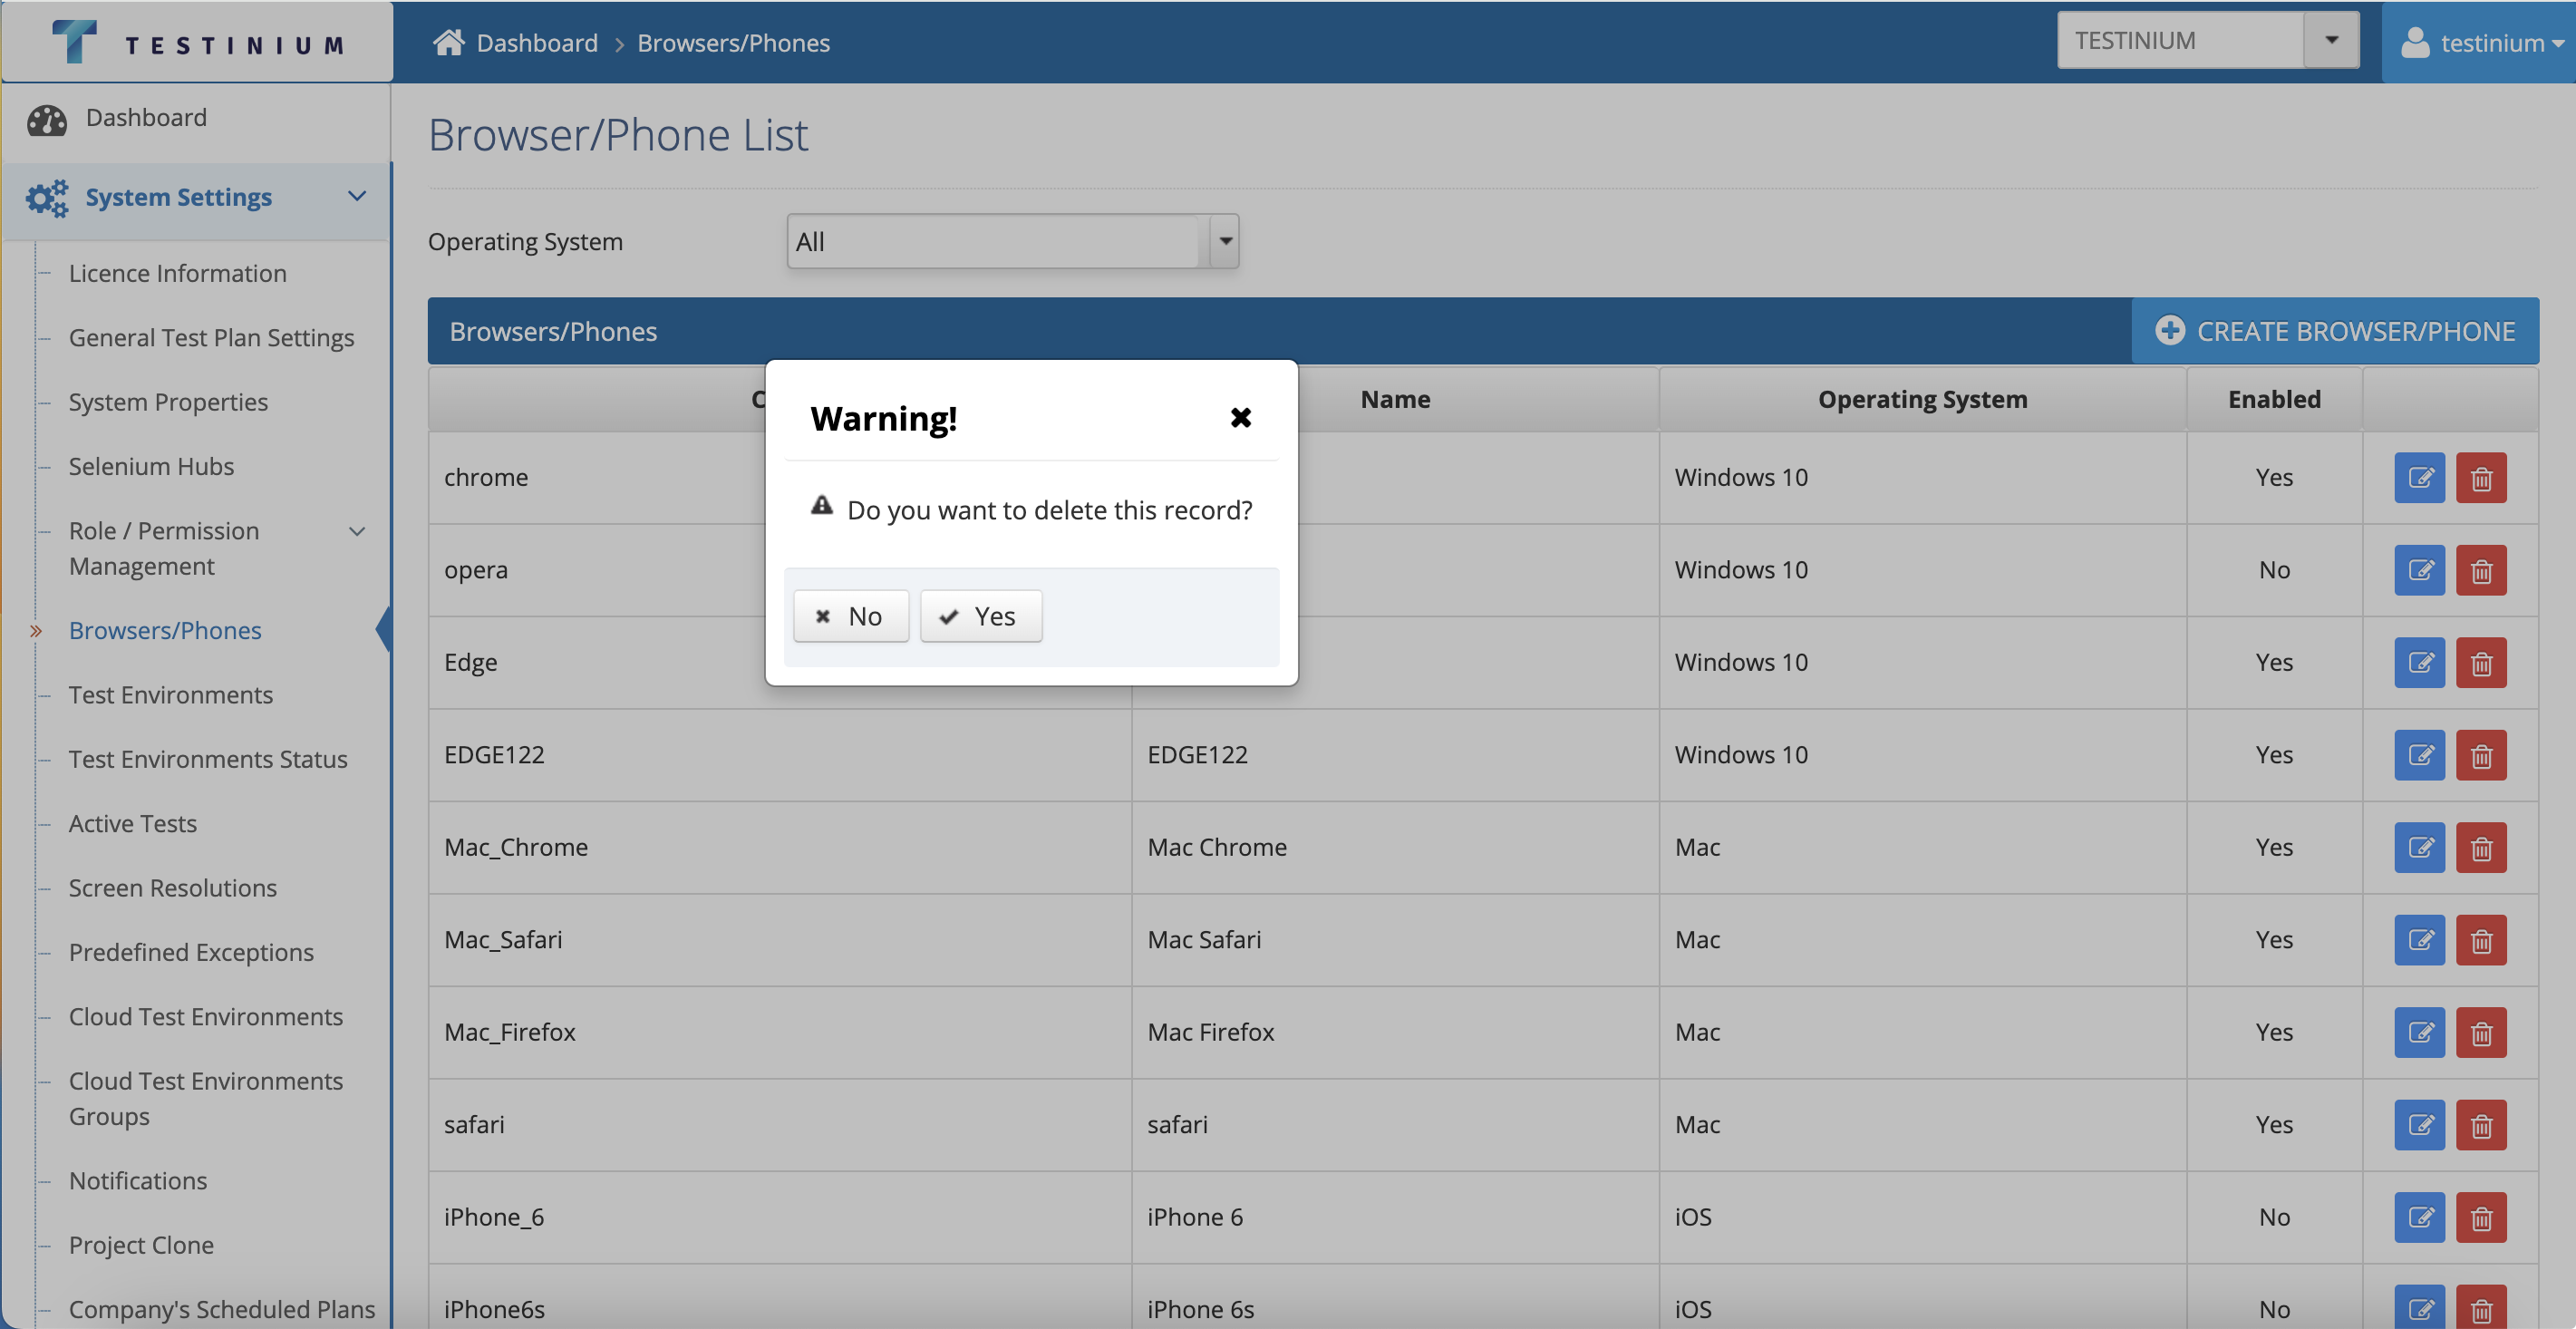 TESTINIUM
Dashboard
Browsers/Phones
TESTINIUM
testinium
Dashboard
System Settings
Licence Information
General Test Plan Settings
System Properties
Selenium Hubs
Role / Permission
Management
Browsers/Phones
Test Environments
Test Environments Status
Active Tests
Screen Resolutions
Predefined Exceptions
Cloud Test Environments
Cloud Test Environments
Groups
Notifications
Project Clone
Company's Scheduled Plans
Browser/Phone List
Operating System All
Browsers/Phones CREATE BROWSER/PHONE
Name Operating System Enabled
chrome Windows 10 Yes
opera Windows 10 No
Edge Windows 10 Yes
EDGE122 EDGE122 Windows 10 Yes
Mac_Chrome Mac Chrome Mac Yes
Mac_Safari Mac Safari Mac Yes
Mac_Firefox Mac Firefox Mac Yes
safari safari Mac Yes
iPhone_6 iPhone 6 iOS No
iPhone6s iPhone 6s iOS No
Warning!
Do you want to delete this record?
No Yes